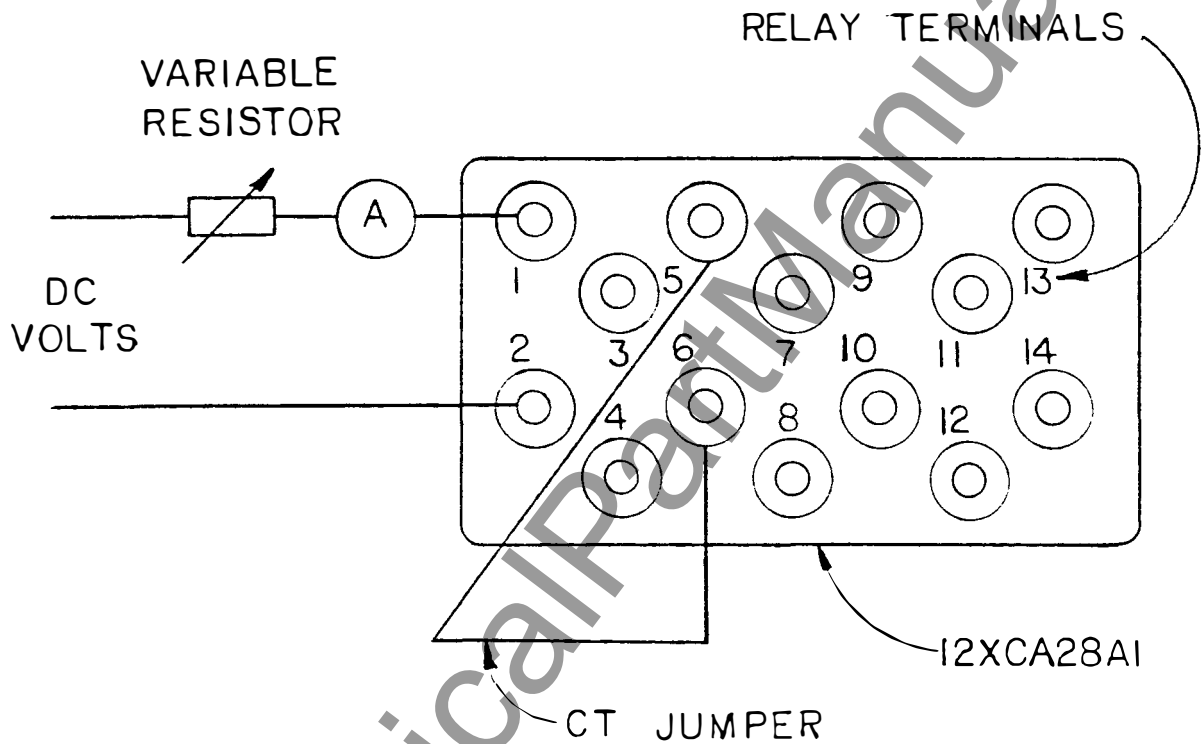 RELAY TERMINALS
VARIABLE
RESISTOR
A
DC
VOLTS
1
5
9
13
3
7
11
2
6
10
14
4
8
12
12XCA28A1
CT JUMPER
icalPartManua